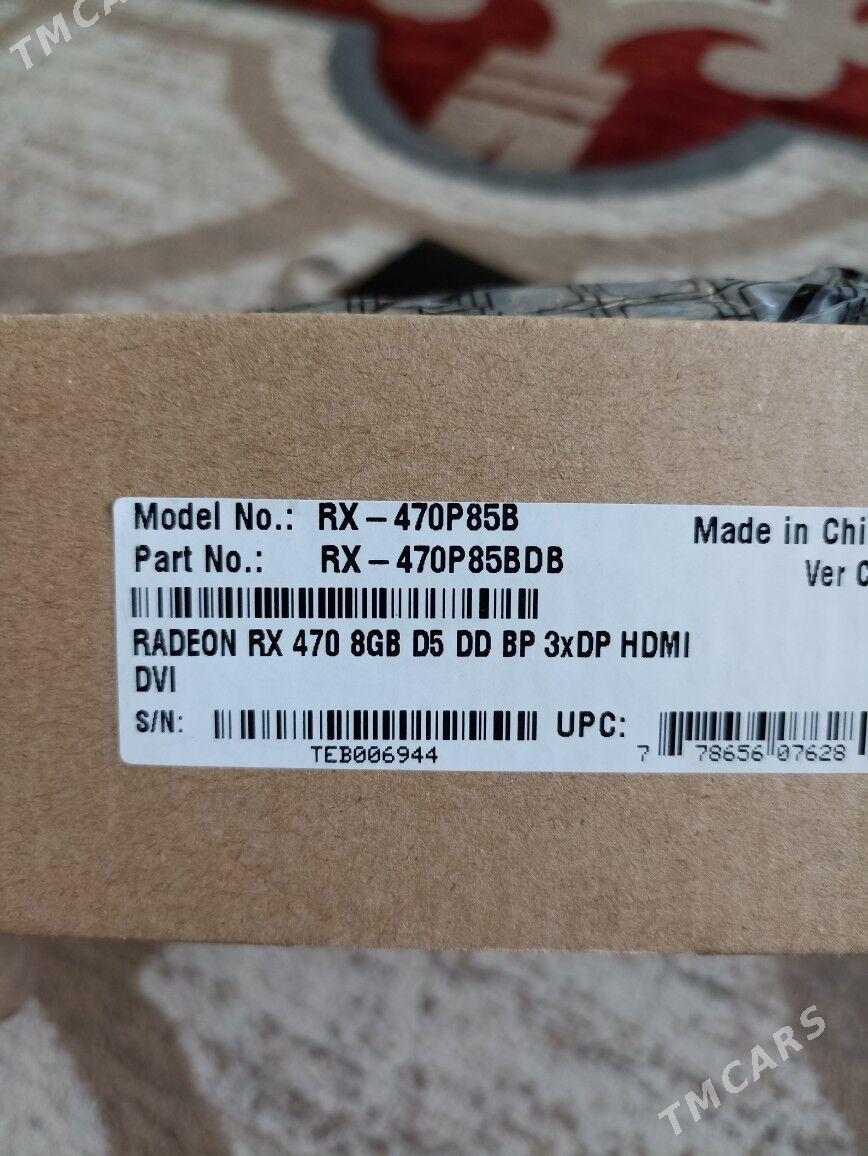 TMCARS
Model No.: RX-470P85B
Part No.: RX-470P85BDB
Made in Chi
Ver C
RADEON RX 470 8GB D5 DD BP 3xDP HDMI
DVI
S/N:
TEB006944
UPC:
7 78656 07628
TMCARS